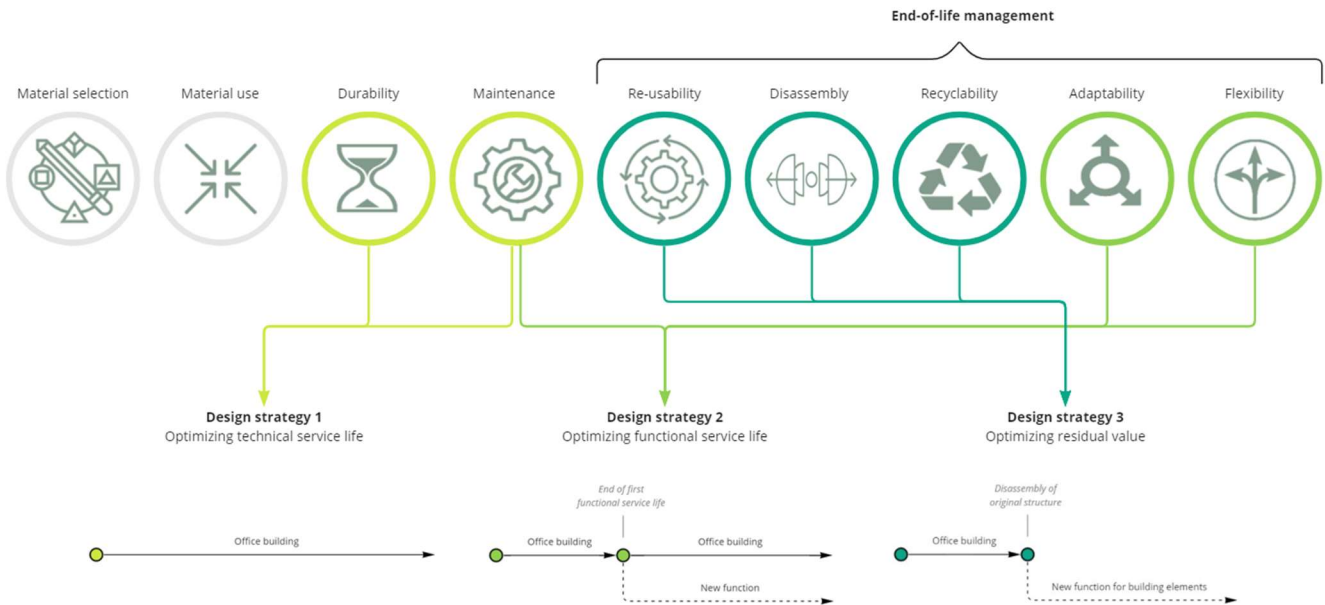 End-of-life management
Material selection
Material use
Durability
Maintenance
Re-usability
Disassembly
Recyclability
Adaptability
Flexibility
Design strategy 1
Optimizing technical service life
Design strategy 2
Optimizing functional service life
Design strategy 3
Optimizing residual value
Office building
End of first
functional service life
Office building
Office building
New function
Disassembly of
original structure
Office building
New function for building elements